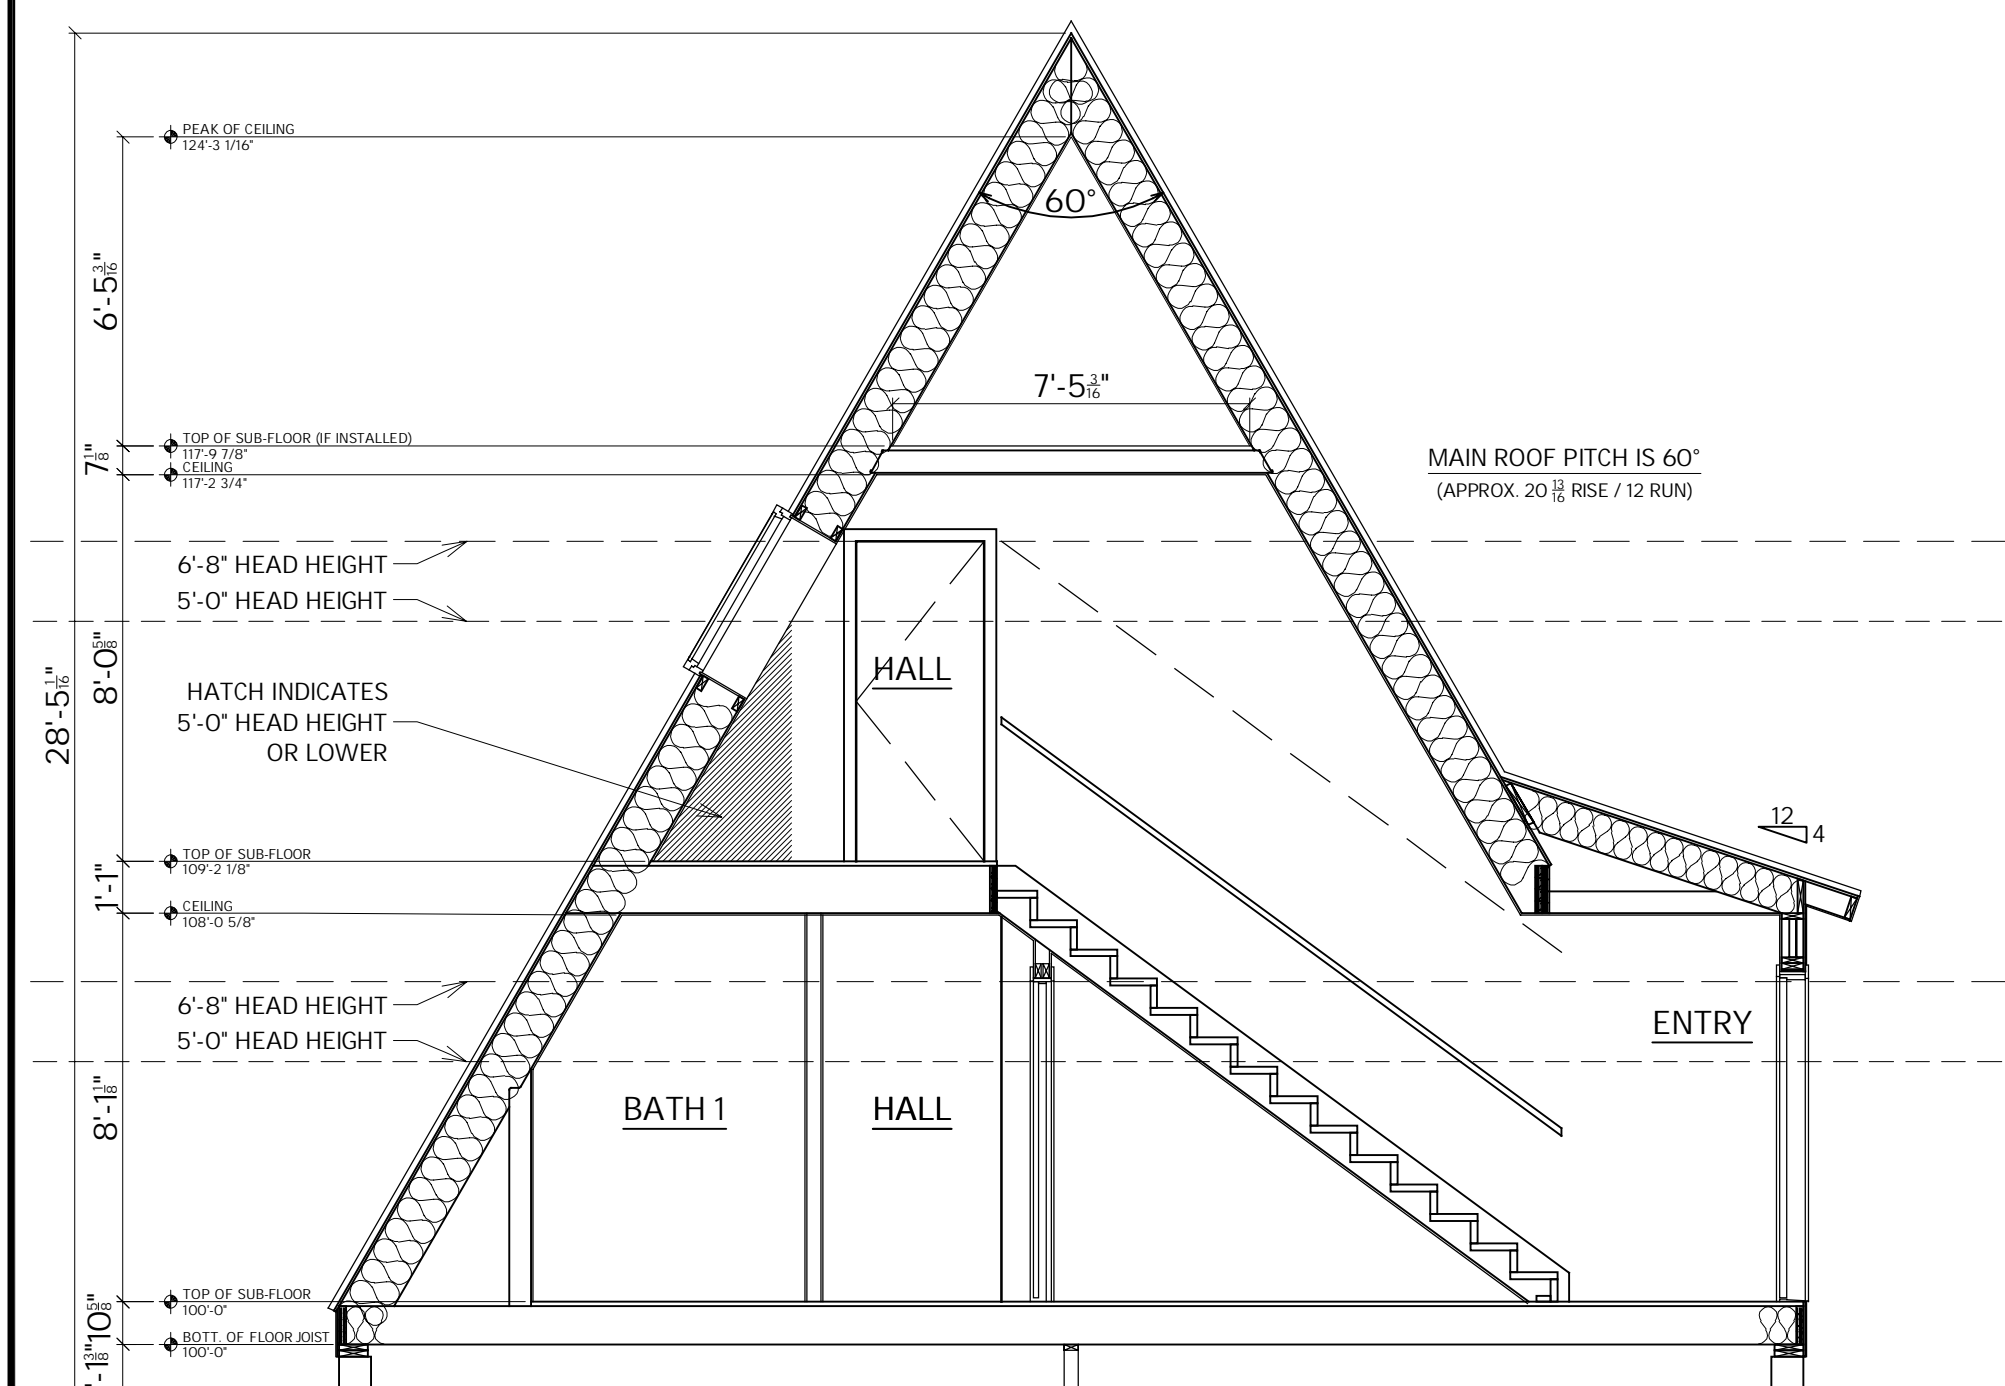 PEAK OF CEILING
124'-3 1/16"
60°
6'-5 3/16"
7'-5 3/16"
TOP OF SUB-FLOOR (IF INSTALLED)
117'-9 7/8"
7 1/8"
CEILING
117'-2 3/4"
MAIN ROOF PITCH IS 60°
(APPROX. 20 13/16 RISE / 12 RUN)
6'-8" HEAD HEIGHT
5'-0" HEAD HEIGHT
8'-0 5/8"
28'-5 1/16"
HALL
HATCH INDICATES
5'-0" HEAD HEIGHT
OR LOWER
12
4
TOP OF SUB-FLOOR
109'-2 1/8"
1'-1"
CEILING
108'-0 5/8"
6'-8" HEAD HEIGHT
5'-0" HEAD HEIGHT
ENTRY
8'-1 1/8"
BATH 1
HALL
TOP OF SUB-FLOOR
100'-0"
10 5/8"
BOTT. OF FLOOR JOIST
100'-0"
'-1 3/8"